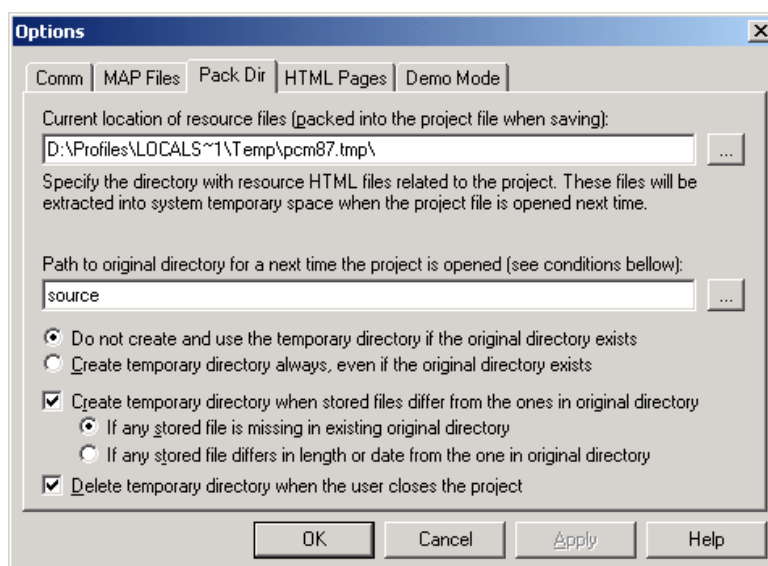 Options
Comm MAP Files Pack Dir HTML Pages Demo Mode
Current location of resource files (packed into the project file when saving):
D:\Profiles\LOCALS~1\Temp\pcm87.tmp\
...
Specify the directory with resource HTML files related to the project. These files will be
extracted into system temporary space when the project file is opened next time.
Path to original directory for a next time the project is opened (see conditions bellow):
source
...
Do not create and use the temporary directory if the original directory exists
Create temporary directory always, even if the original directory exists
Create temporary directory when stored files differ from the ones in original directory
If any stored file is missing in existing original directory
If any stored file differs in length or date from the one in original directory
Delete temporary directory when the user closes the project
OK Cancel Apply Help